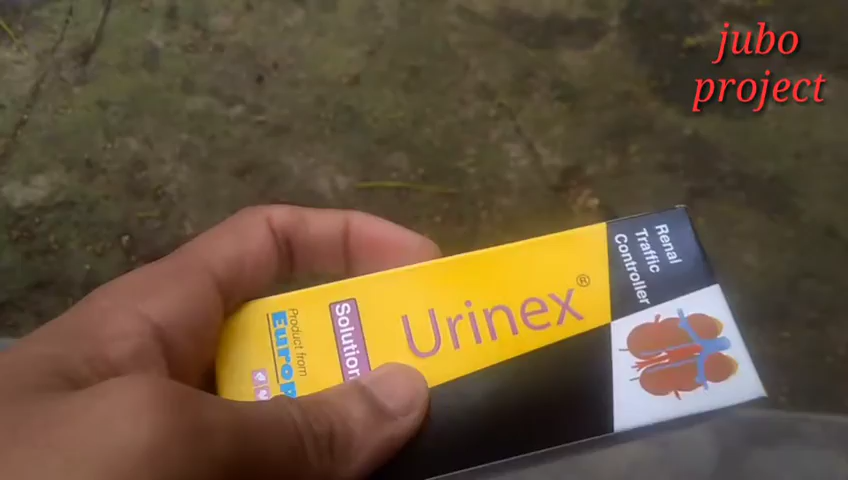 jubo
project
Renal
Traffic
Controller
Urinex®
Solution
Product from
Europ